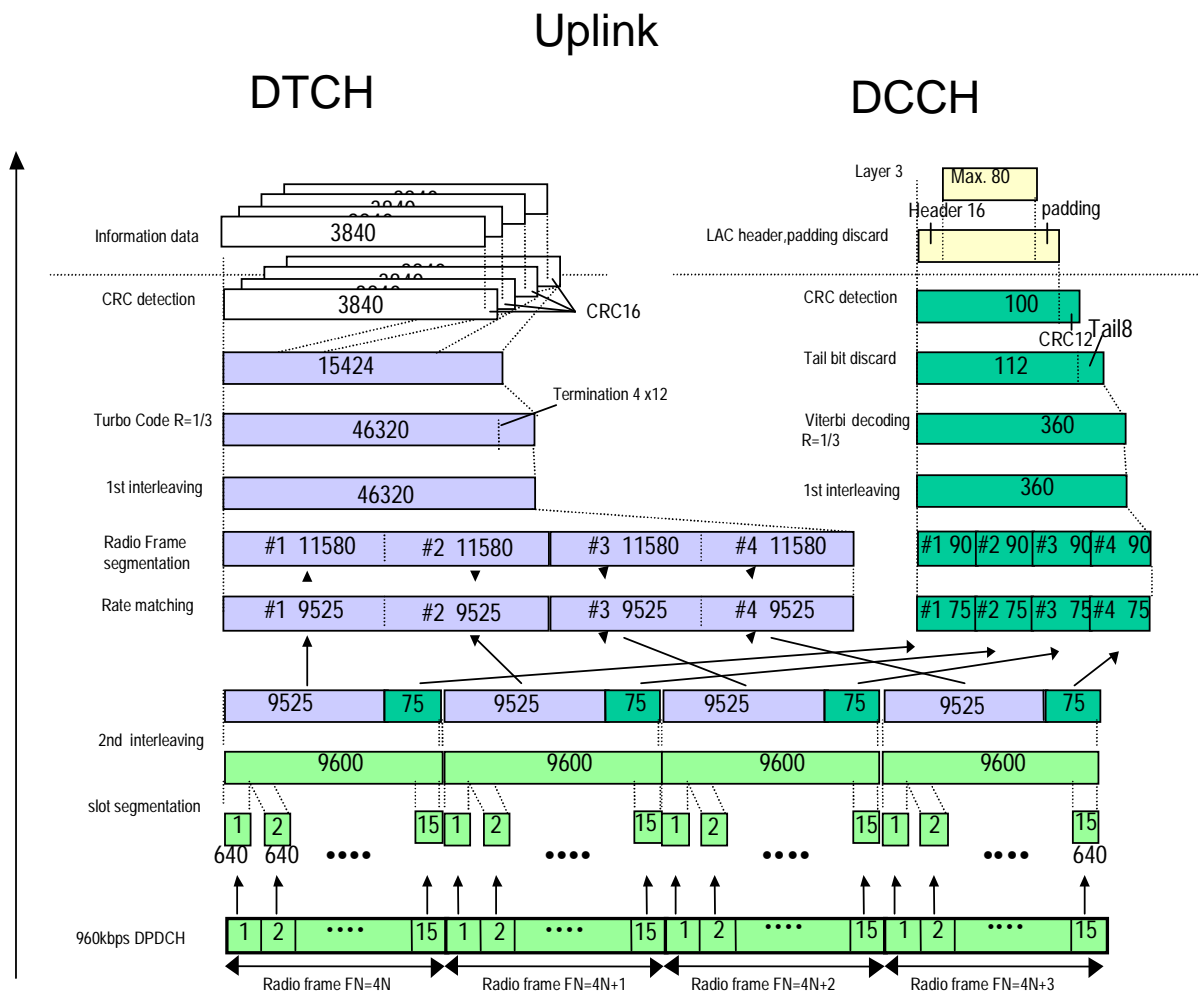 Uplink
DTCH
DCCH
Layer 3
Max. 80
Header 16
padding
LAC header,padding discard
Information data
3840
3840
3840
CRC detection
3840
3840
3840
CRC16
CRC detection
100
CRC12
Tail8
Tail bit discard
112
15424
Termination 4 x12
Turbo Code R=1/3
46320
Viterbi decoding
R=1/3
360
1st interleaving
46320
1st interleaving
360
Radio Frame
segmentation
#1 11580
#2 11580
#3 11580
#4 11580
#1 90
#2 90
#3 90
#4 90
Rate matching
#1 9525
#2 9525
#3 9525
#4 9525
#1 75
#2 75
#3 75
#4 75
9525
75
9525
75
9525
75
9525
75
2nd interleaving
9600
9600
9600
9600
slot segmentation
1
2
15
1
2
15
1
2
15
1
2
15
640
640
640
960kbps DPDCH
1
2
15
1
2
15
1
2
15
1
2
15
Radio frame FN=4N
Radio frame FN=4N+1
Radio frame FN=4N+2
Radio frame FN=4N+3